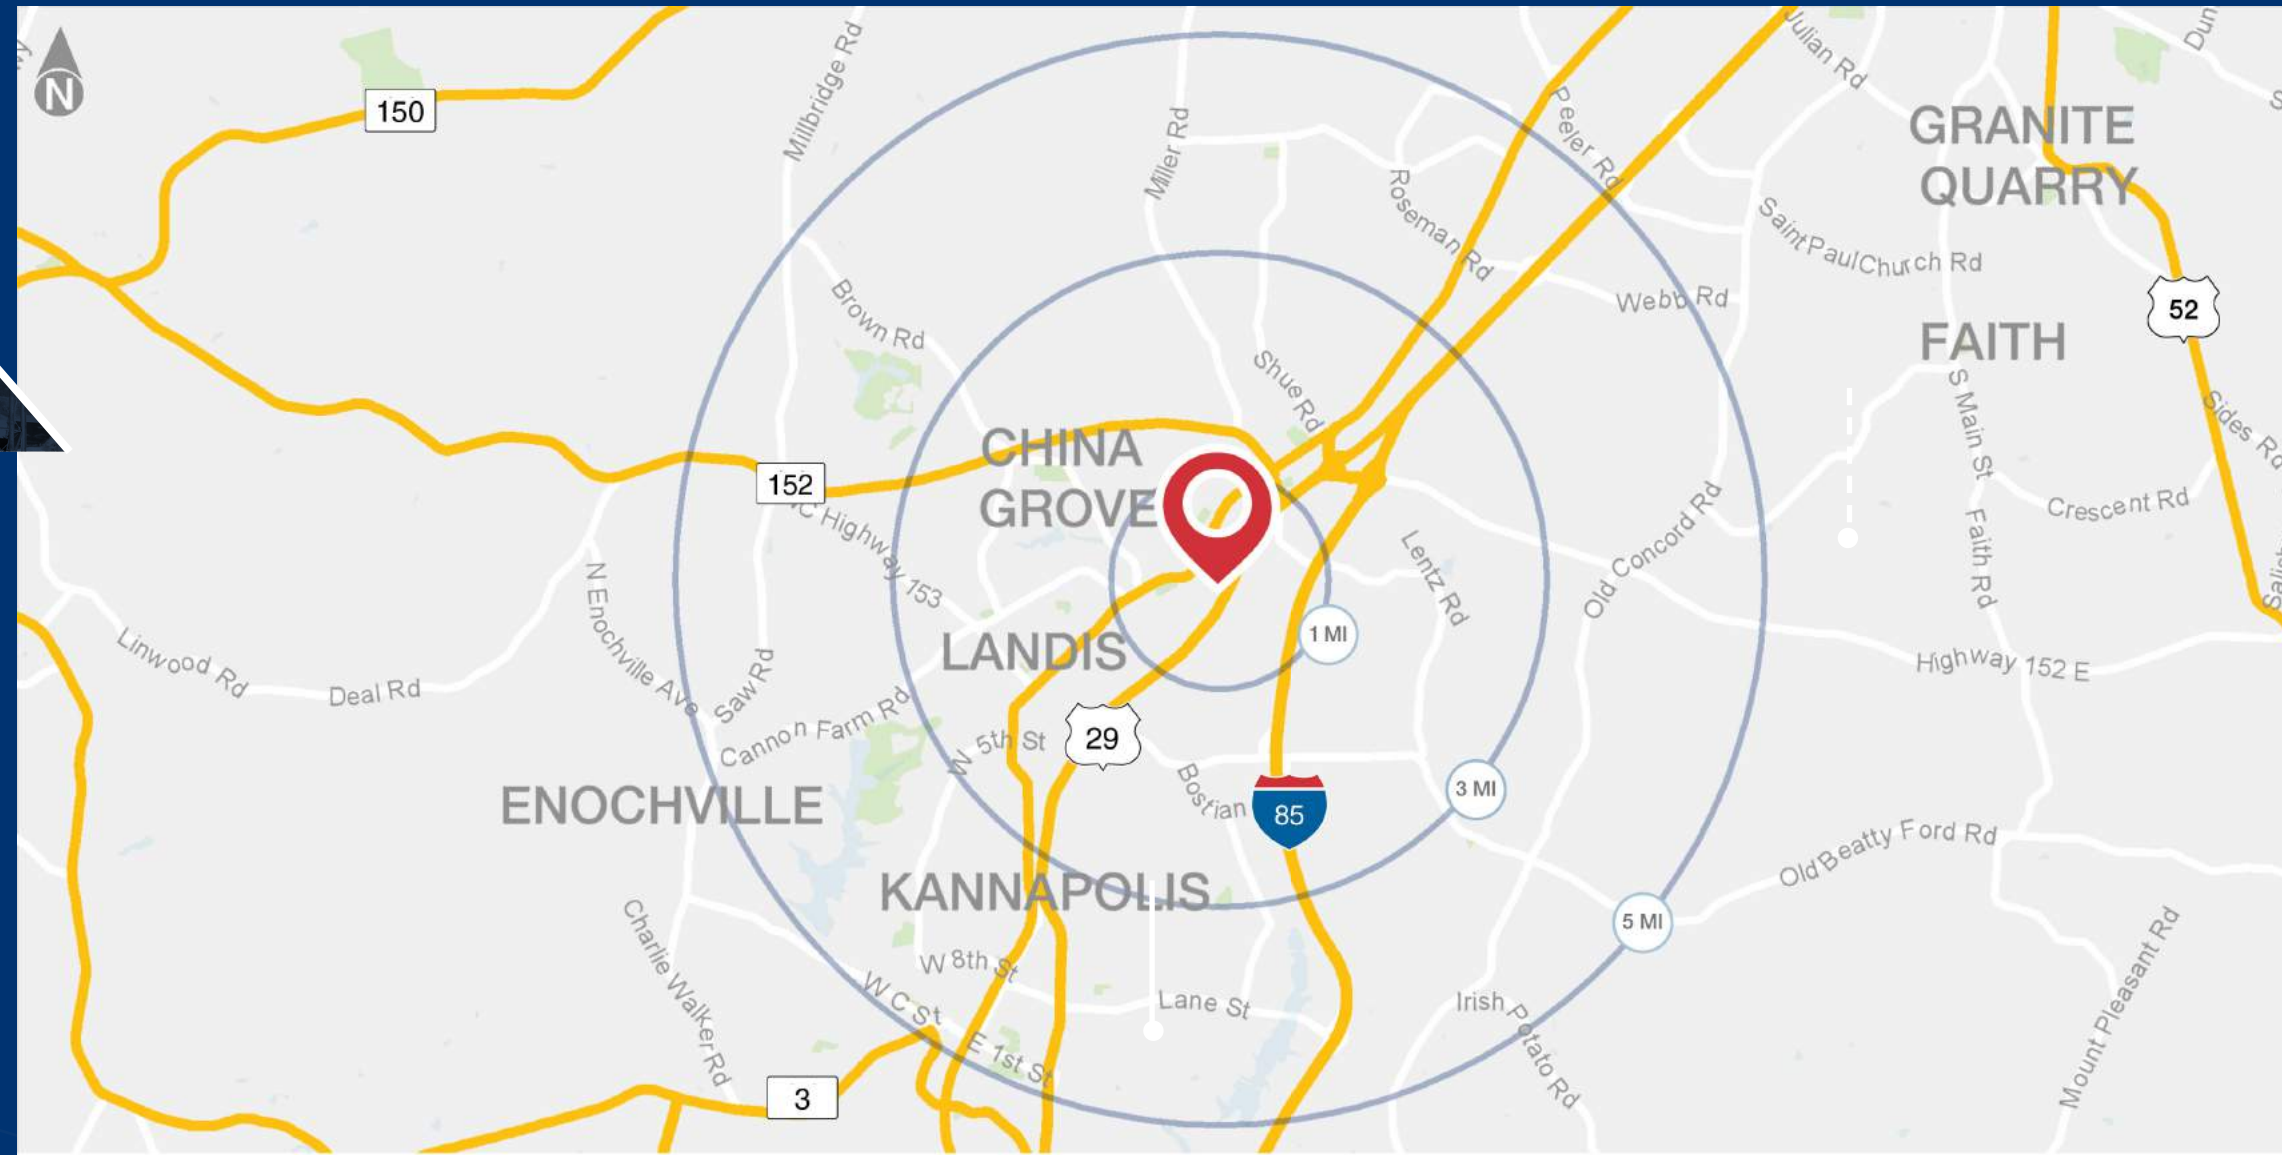 N
150
Millbridge Rd
Miller Rd
Peeler Rd
Julian Rd
GRANITE
QUARRY
Roseman Rd
Saint Paul Church Rd
Webb Rd
52
FAITH
Brown Rd
Shue Rd
S Main St
Sides Rd
CHINA
GROVE
152
NC Highway 153
Lentz Rd
Old Concord Rd
Crescent Rd
Faith Rd
N Enochville Ave
Linwood Rd
Deal Rd
Saw Rd
LANDIS
1 MI
Highway 152 E
Cannon Farm Rd
W 5th St
29
Bostian
85
3 MI
ENOCHVILLE
Old Beatty Ford Rd
KANNAPOLIS
5 MI
Charlie Walker Rd
W 8th St
W C St
Lane St
Irish Potato Rd
Mount Pleasant Rd
E 1st St
3